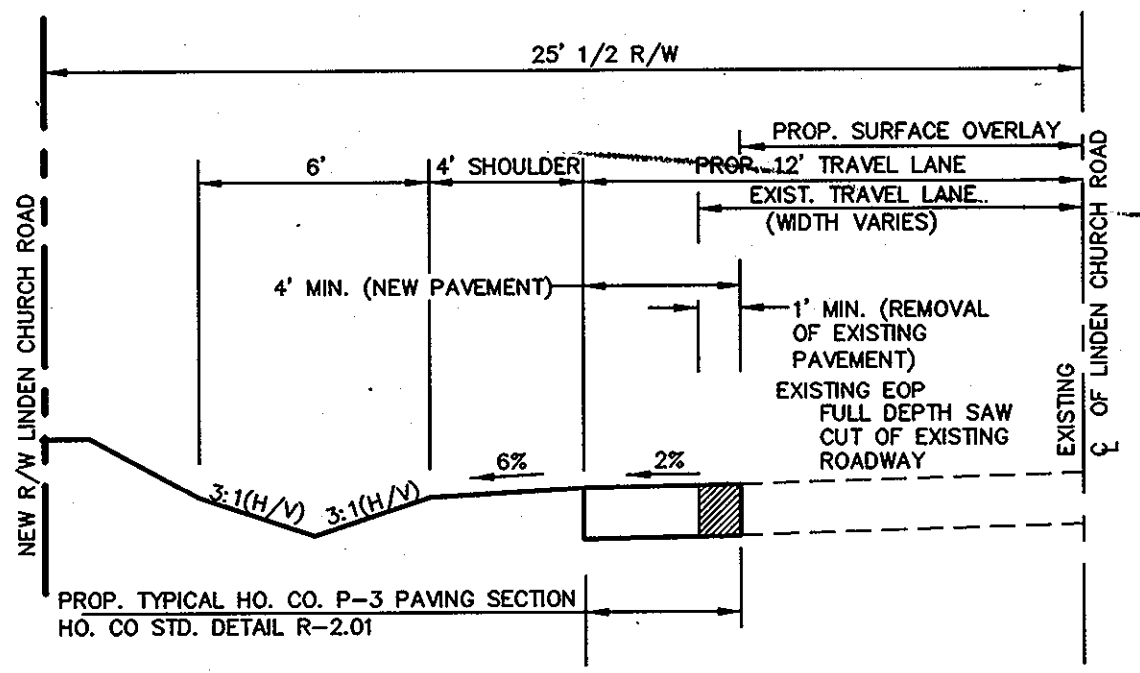 25' 1/2 R/W
PROP. SURFACE OVERLAY
6'
4' SHOULDER
PROP. 12' TRAVEL LANE
EXIST. TRAVEL LANE
(WIDTH VARIES)
4' MIN. (NEW PAVEMENT)
1' MIN. (REMOVAL
OF EXISTING
PAVEMENT)
EXISTING EOP
FULL DEPTH SAW
CUT OF EXISTING
ROADWAY
NEW R/W LINDEN CHURCH ROAD
EXISTING
℄ OF LINDEN CHURCH ROAD
6%
2%
3:1(H/V)
3:1(H/V)
PROP. TYPICAL HO. CO. P-3 PAVING SECTION
HO. CO STD. DETAIL R-2.01